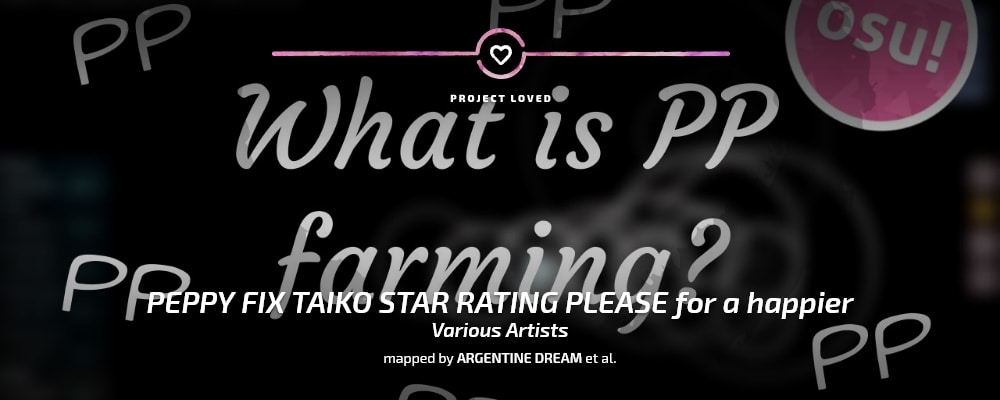 PP
PP
osu!
PROJECT LOVED
What is PP
farming?
PP
PEPPY FIX TAIKO STAR RATING PLEASE for a happier
Various Artists
mapped by ARGENTINE DREAM et al.
PP
PP